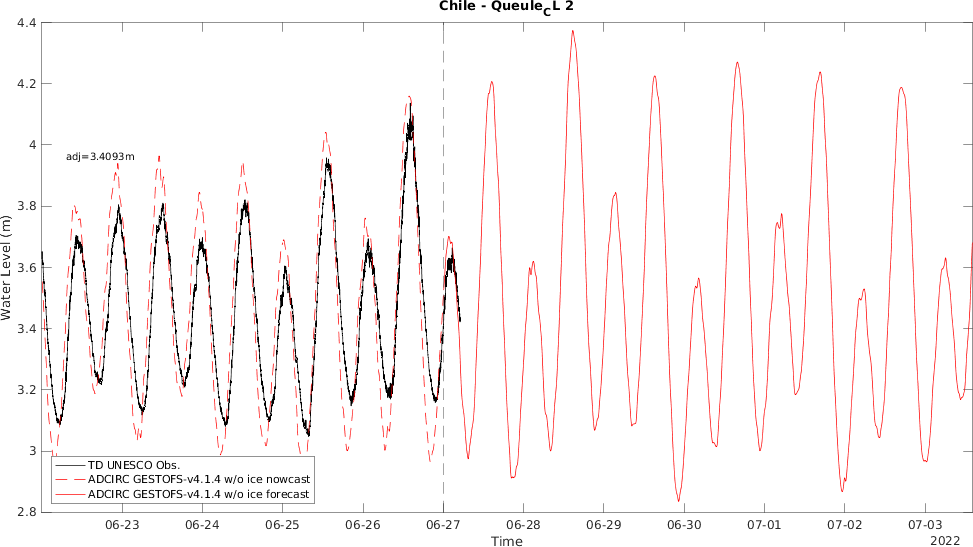 Chile - Queule_CL 2
4.4
4.2
4
3.8
3.6
3.4
3.2
3
2.8
Water Level (m)
adj=3.4093m
TD UNESCO Obs.
ADCIRC GESTOFS-v4.1.4 w/o ice nowcast
ADCIRC GESTOFS-v4.1.4 w/o ice forecast
06-23 06-24 06-25 06-26 06-27 06-28 06-29 06-30 07-01 07-02 07-03
Time
2022